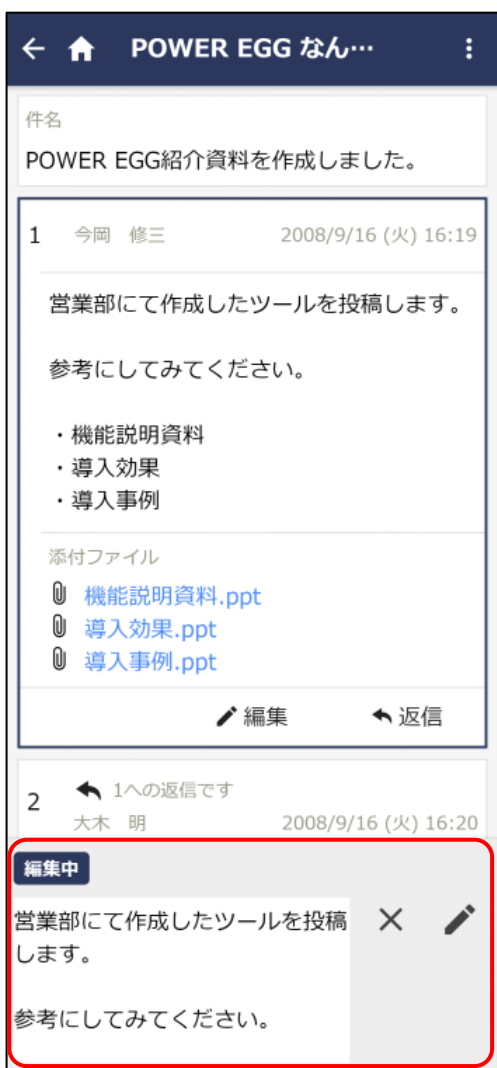 POWER EGG なん…
件名
POWER EGG紹介資料を作成しました。
1 今岡 修三 2008/9/16 (火) 16:19
営業部にて作成したツールを投稿します。
参考にしてみてください。
・機能説明資料
・導入効果
・導入事例
添付ファイル
機能説明資料.ppt
導入効果.ppt
導入事例.ppt
編集 返信
2 1への返信です
大木 明 2008/9/16 (火) 16:20
編集中
営業部にて作成したツールを投稿
します。
参考にしてみてください。